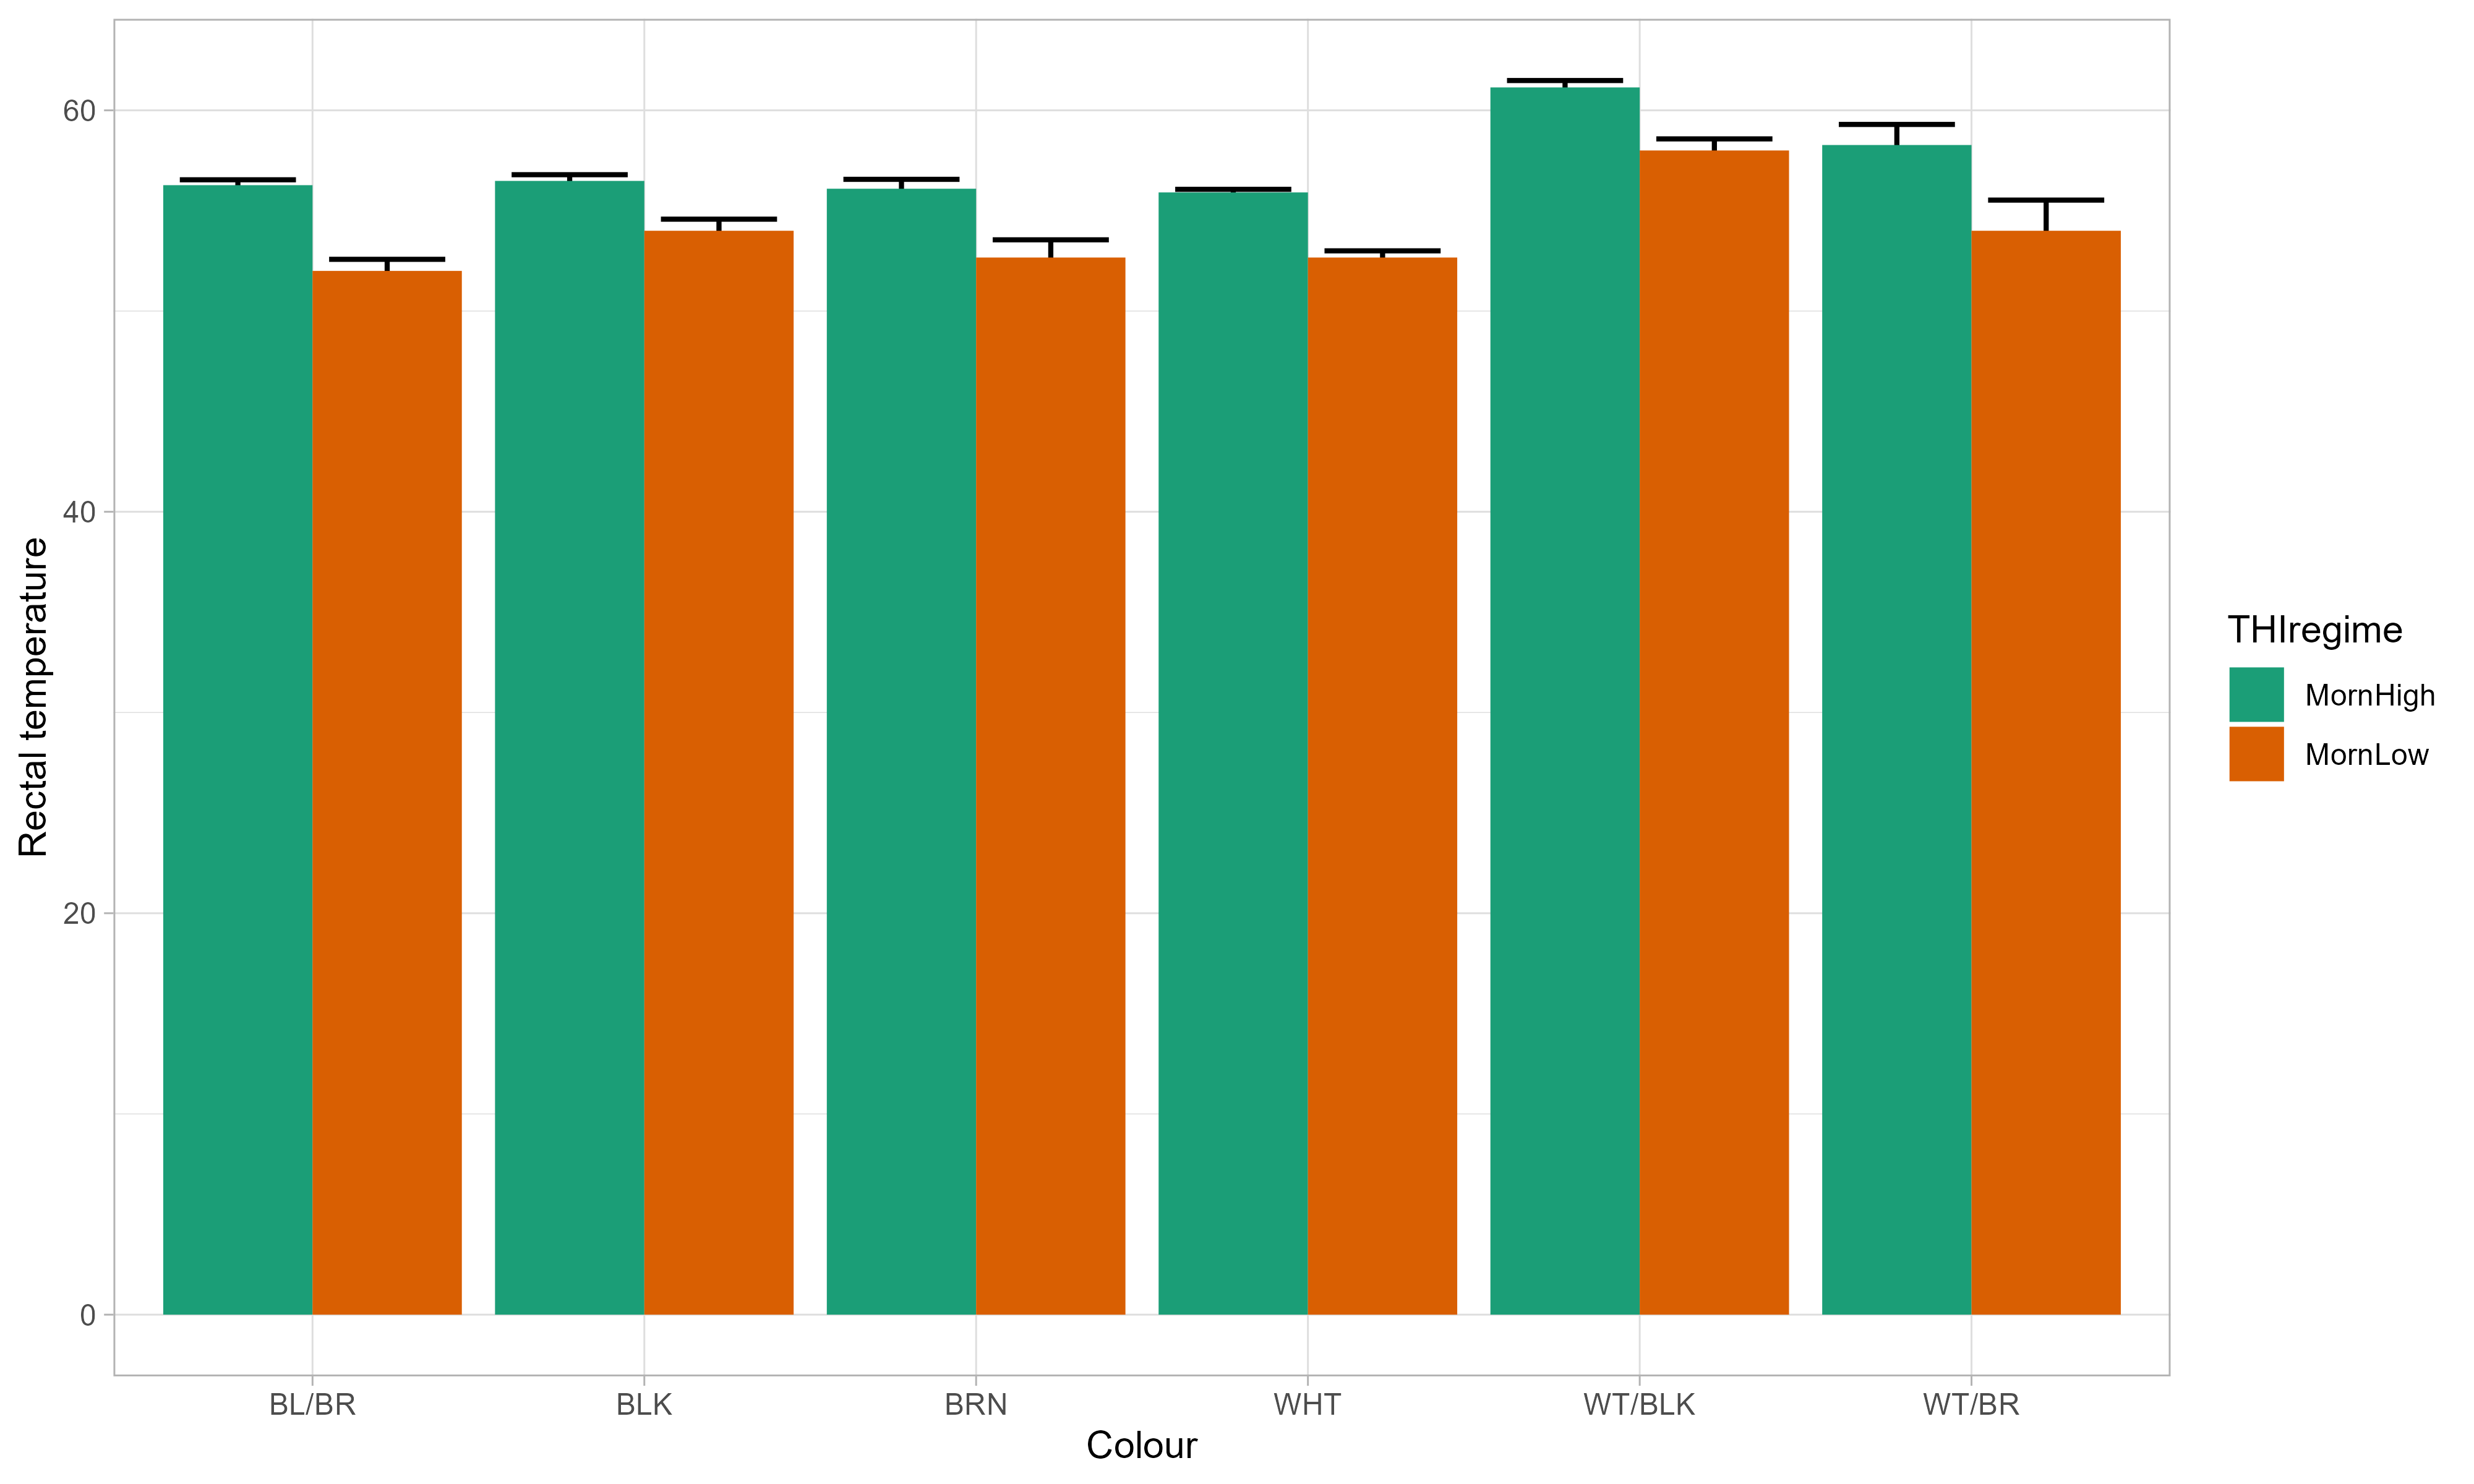 Rectal temperature
60
40
20
0
BL/BR BLK BRN WHT WT/BLK WT/BR
Colour
THIregime
MornHigh
MornLow